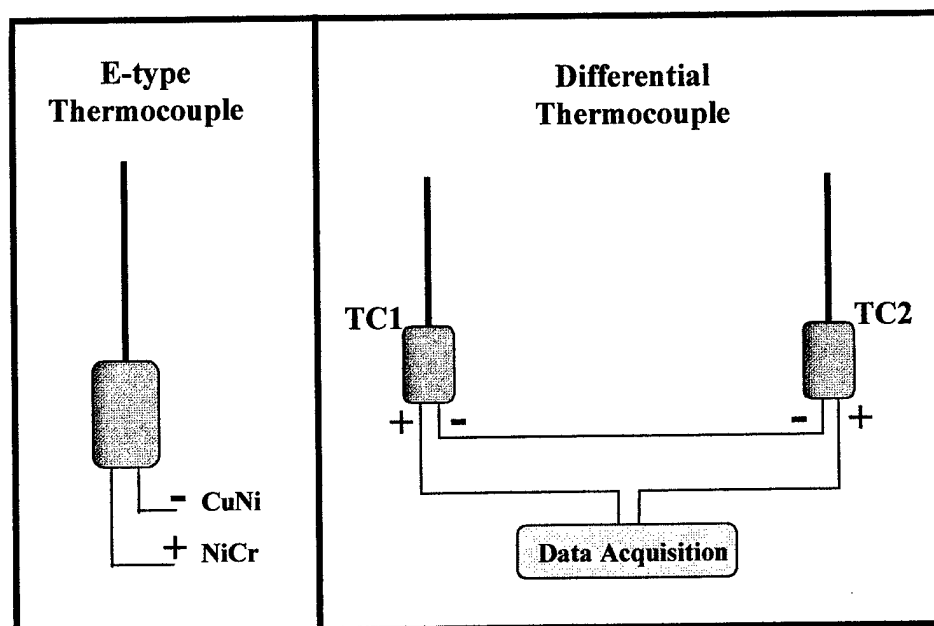 E-type
Thermocouple
- CuNi
+ NiCr
Differential
Thermocouple
TC1
TC2
+ -
- +
Data Acquisition